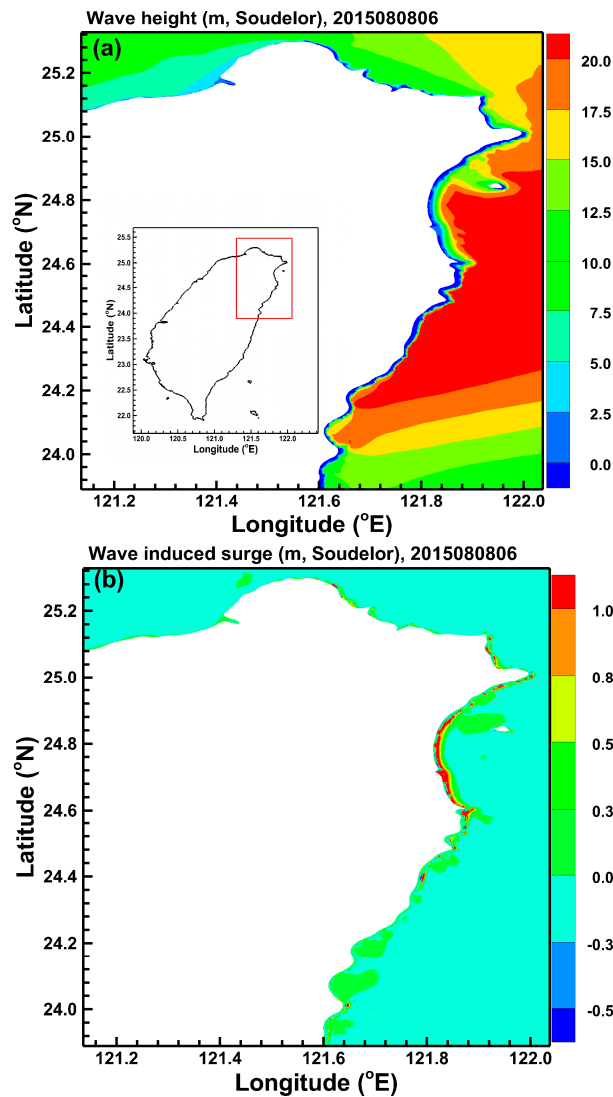 Wave height (m, Soudelor), 2015080806
(a)
25.2
25.0
24.8
24.6
24.4
24.2
24.0
Latitude (°N)
121.2 121.4 121.6 121.8 122.0
Longitude (°E)
20.0
17.5
15.0
12.5
10.0
7.5
5.0
2.5
0.0
25.5
25.0
24.5
24.0
23.5
23.0
22.5
22.0
Latitude (°N)
120.0 120.5 121.0 121.5 122.0
Longitude (°E)
Wave induced surge (m, Soudelor), 2015080806
(b)
25.2
25.0
24.8
24.6
24.4
24.2
24.0
Latitude (°N)
121.2 121.4 121.6 121.8 122.0
Longitude (°E)
1.0
0.8
0.5
0.3
0.0
-0.3
-0.5